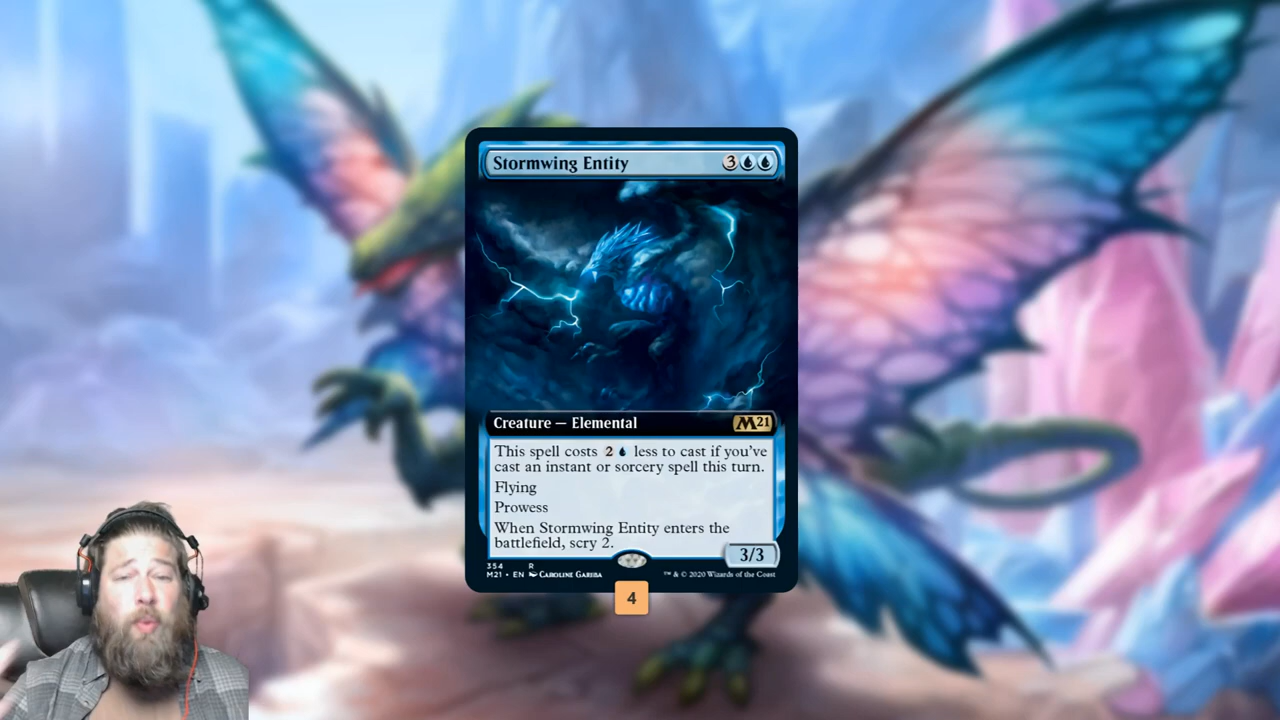 Stormwing Entity 3
Creature — Elemental M21
This spell costs 2 less to cast if you've
cast an instant or sorcery spell this turn.
Flying
Prowess
When Stormwing Entity enters the
battlefield, scry 2.
3/3
354 R
M21 • EN Caroline Gariba ™ & © 2020 Wizards of the Coast
4